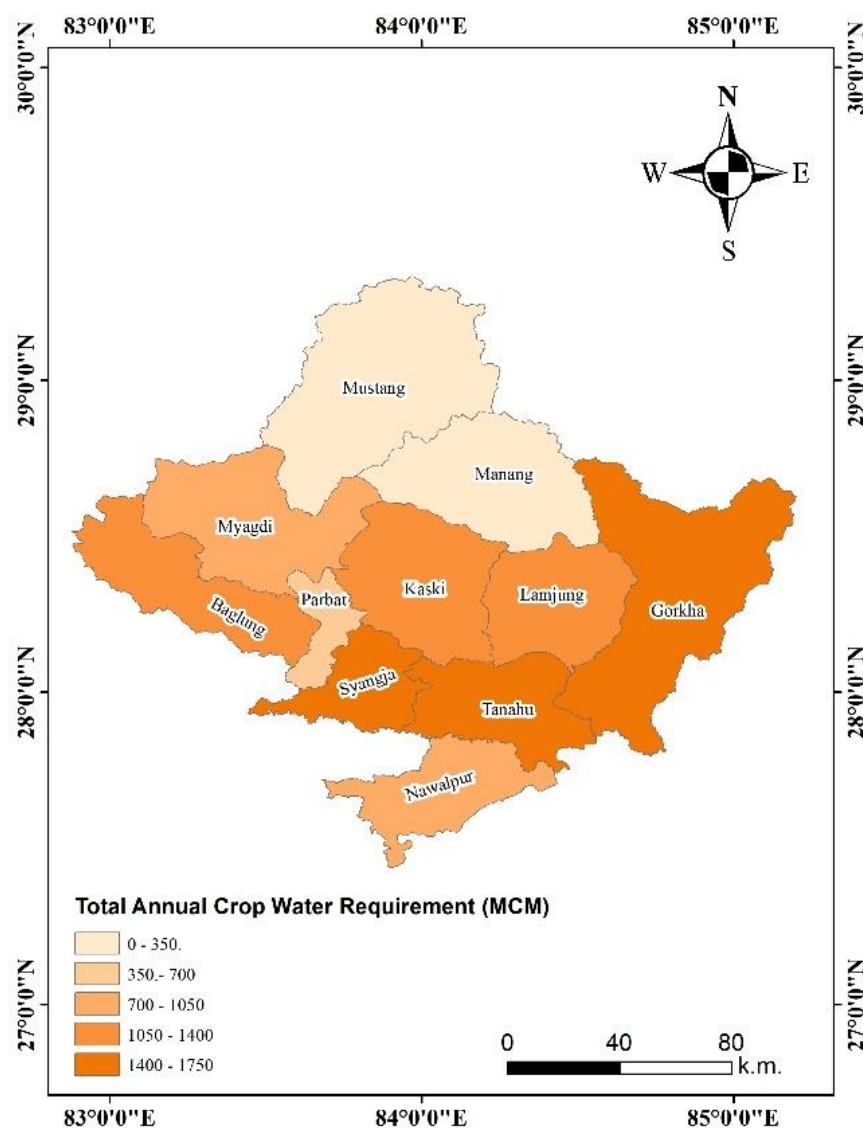 83°0'0"E 84°0'0"E 85°0'0"E
30°0'0"N 30°0'0"N
N
W E
S
29°0'0"N 29°0'0"N
Mustang
Manang
Myagdi
Parbat
Kaski
Lamjung
Gorkha
Baglung
28°0'0"N 28°0'0"N
Syangja
Tanahu
Nawalpur
Total Annual Crop Water Requirement (MCM)
0 - 350.
350.- 700
700 - 1050
1050 - 1400
1400 - 1750
27°0'0"N 27°0'0"N
0 40 80
k.m.
83°0'0"E 84°0'0"E 85°0'0"E